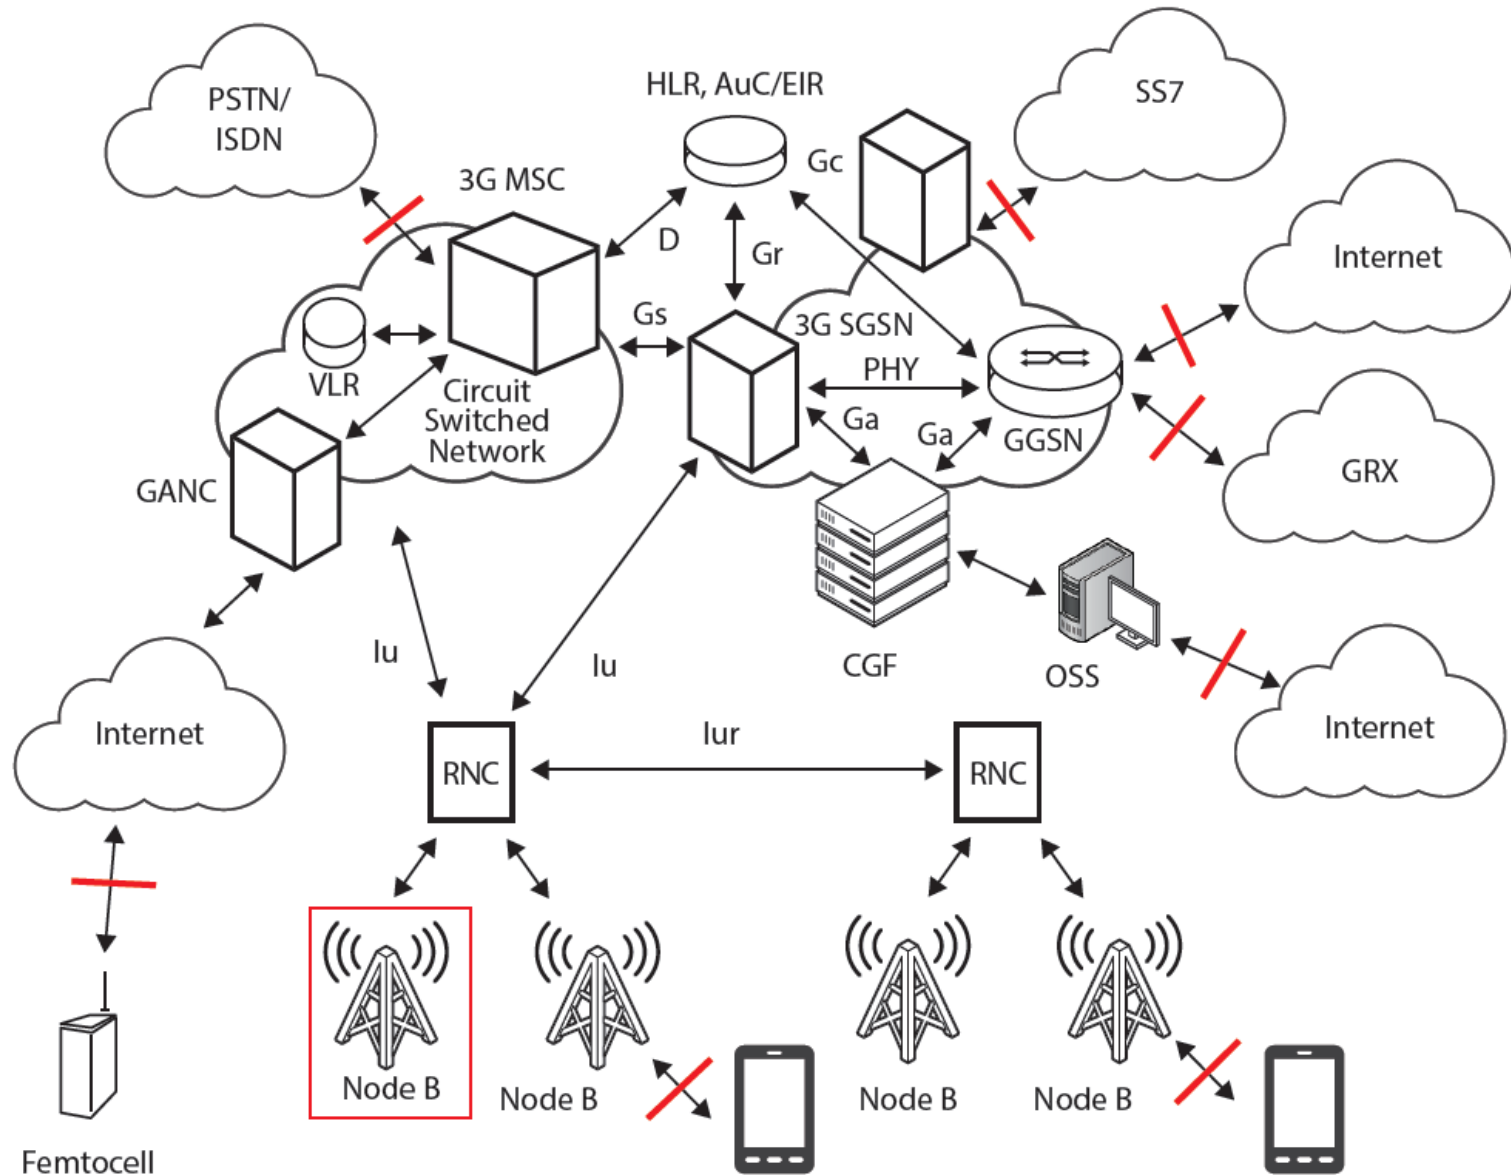 PSTN/
ISDN
HLR, AuC/EIR
SS7
3G MSC
Gc
D
Gr
Internet
Gs
3G SGSN
VLR
PHY
Circuit
Switched
Network
Ga
Ga
GGSN
GRX
GANC
Iu
Iu
CGF
OSS
Internet
Internet
Iur
RNC
RNC
Node B
Node B
Node B
Node B
Femtocell